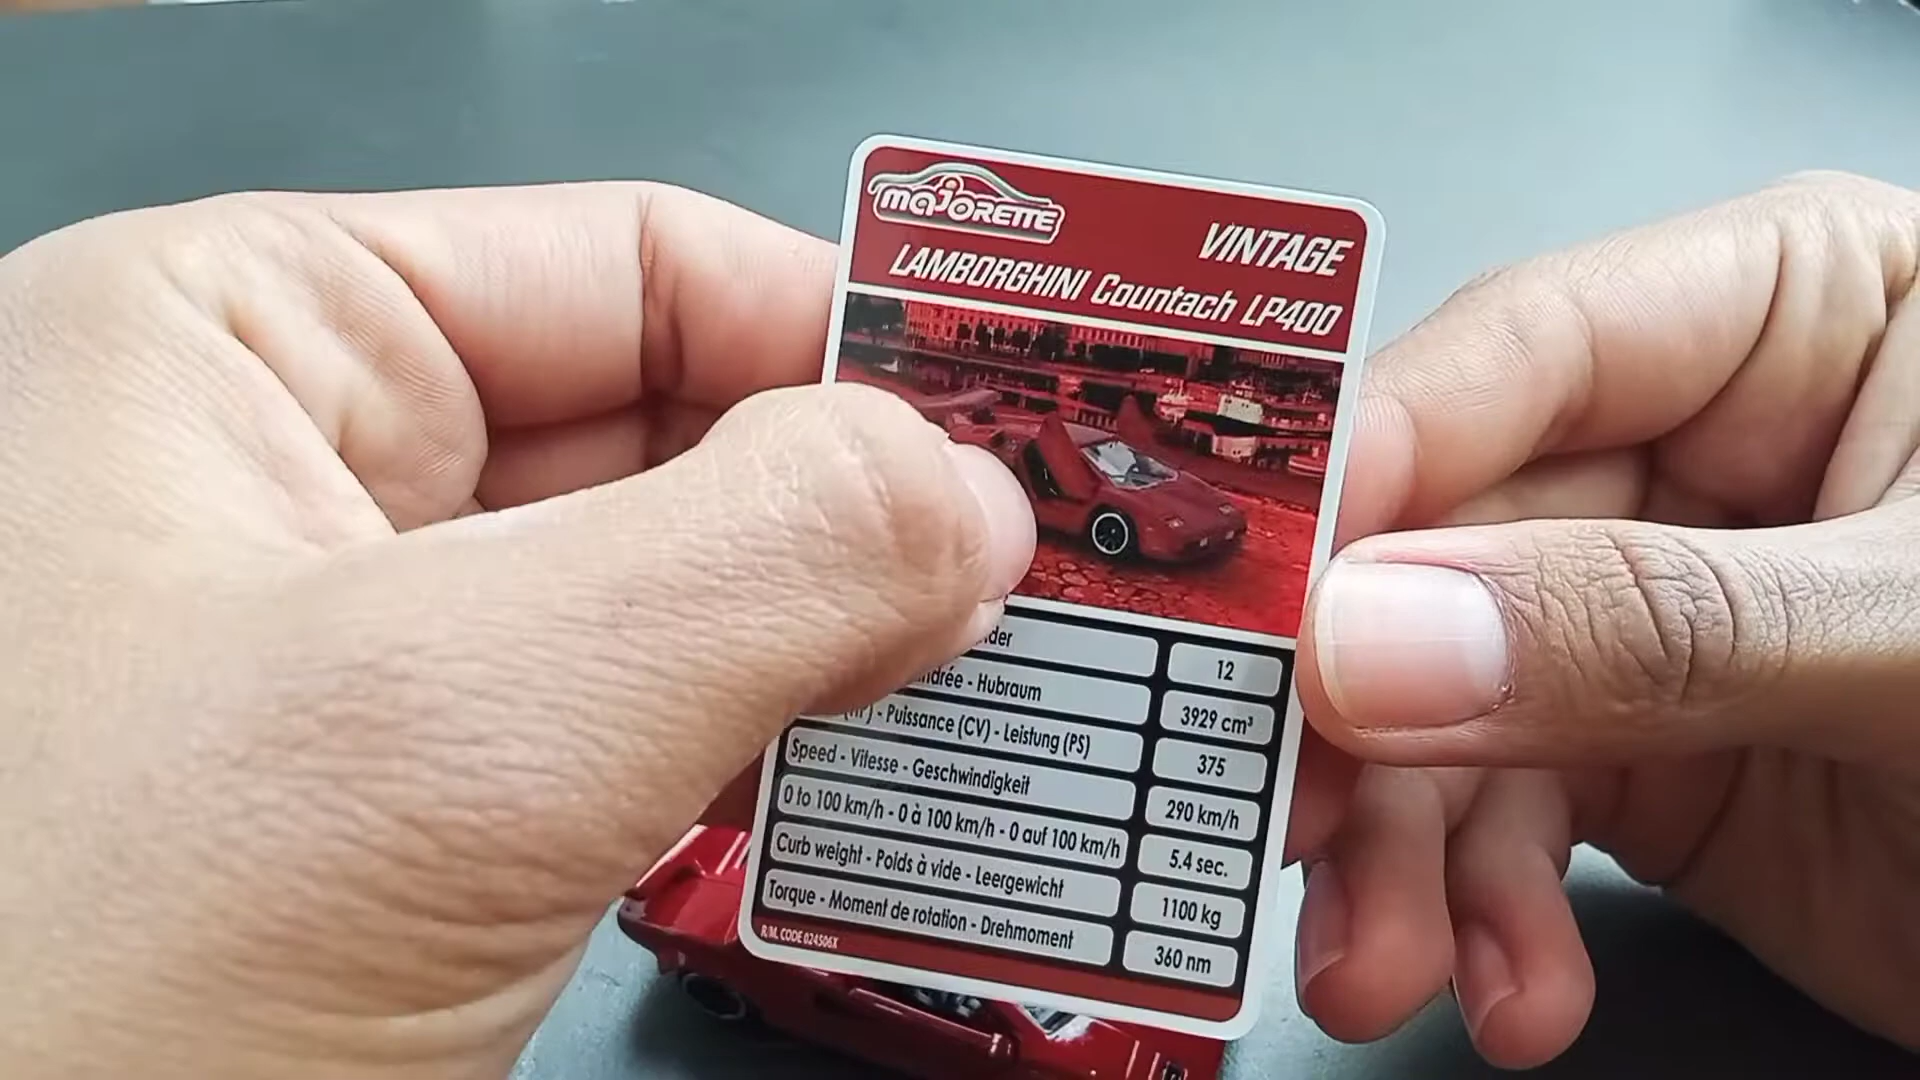 majorette
VINTAGE
LAMBORGHINI Countach LP400
12
- Hubraum
3929 cm³
- Puissance (CV) - Leistung (PS)
375
Speed - Vitesse - Geschwindigkeit
290 km/h
0 to 100 km/h - 0 à 100 km/h - 0 auf 100 km/h
5.4 sec.
Curb weight - Poids à vide - Leergewicht
1100 kg
Torque - Moment de rotation - Drehmoment
360 nm
R/M. CODE 024506X